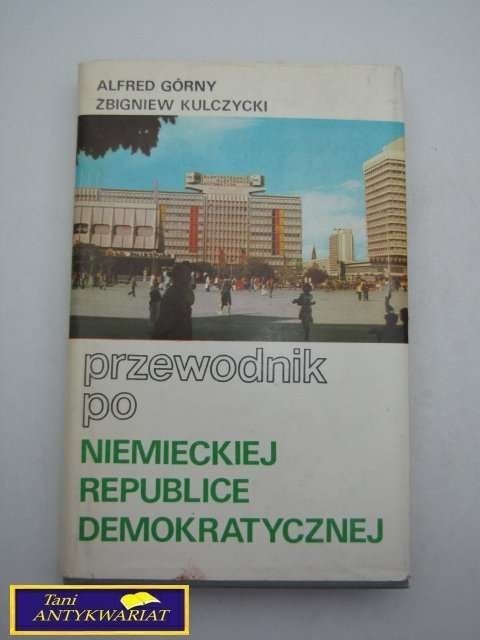 ALFRED GÓRNY
ZBIGNIEW KULCZYCKI
przewodnik
po
NIEMIECKIEJ
REPUBLICE
DEMOKRATYCZNEJ
Tani
ANTYKWARIAT